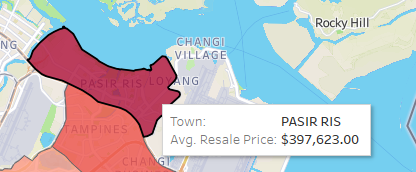 Rocky Hill
CHANGI
VILLAGE
PASIR RIS
LOYANG
Town: PASIR RIS
Avg. Resale Price: $397,623.00
TAMPINES
CHANGI